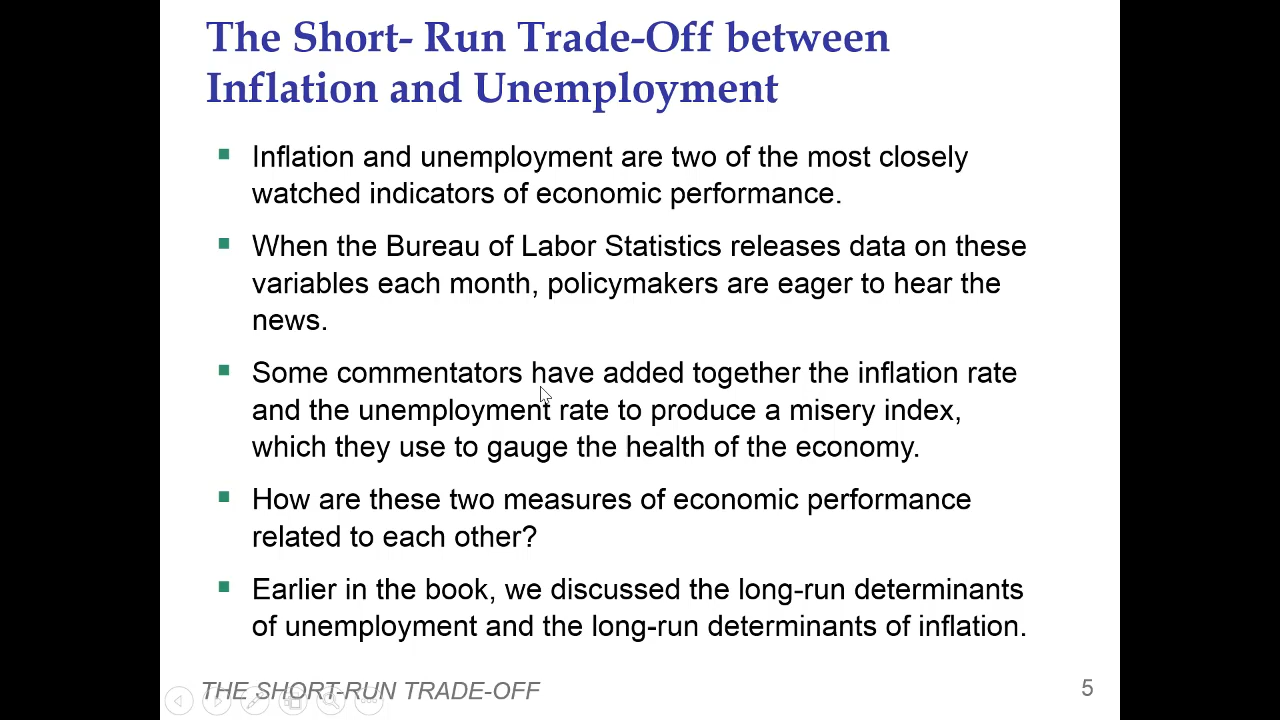 The Short- Run Trade-Off between
Inflation and Unemployment
Inflation and unemployment are two of the most closely
watched indicators of economic performance.
When the Bureau of Labor Statistics releases data on these
variables each month, policymakers are eager to hear the
news.
Some commentators have added together the inflation rate
and the unemployment rate to produce a misery index,
which they use to gauge the health of the economy.
How are these two measures of economic performance
related to each other?
Earlier in the book, we discussed the long-run determinants
of unemployment and the long-run determinants of inflation.
THE SHORT-RUN TRADE-OFF
5